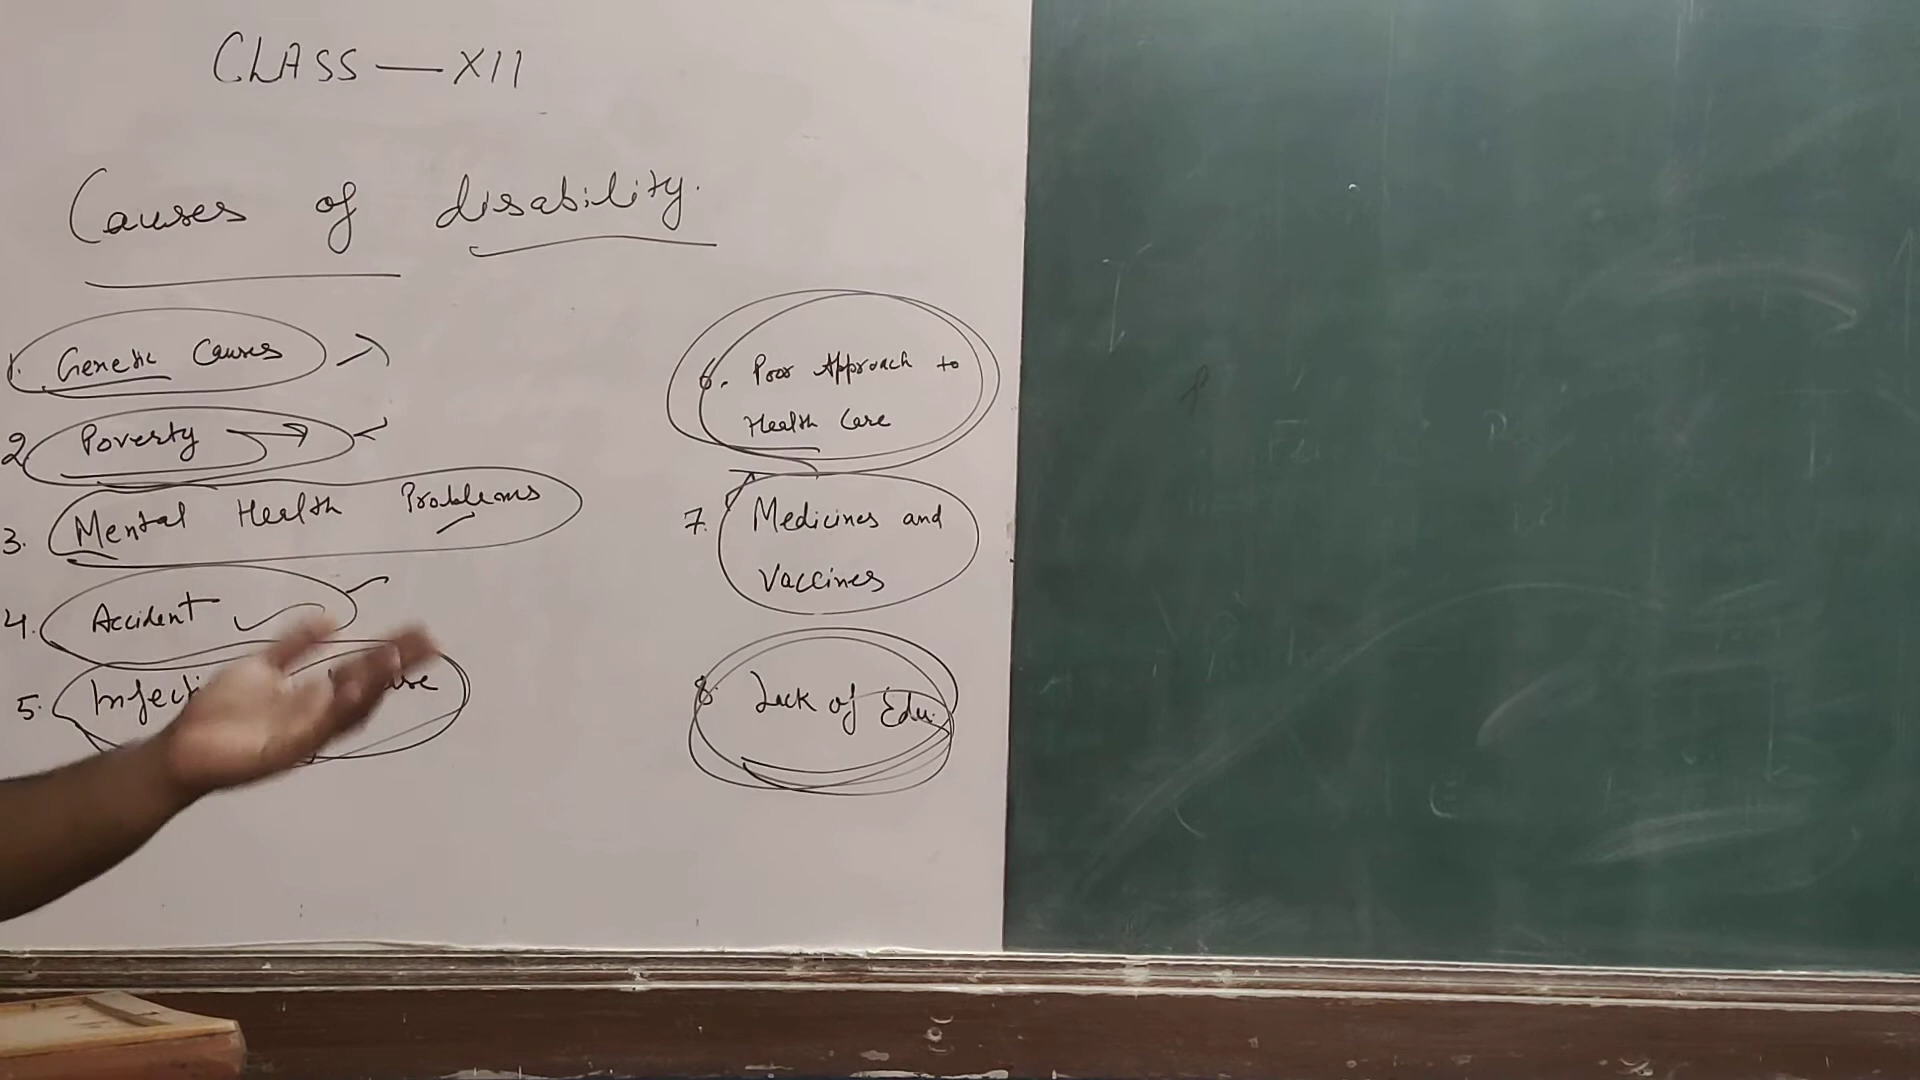 CLASS — XII
Causes of disability.
1. Genetic Causes
2. Poverty →
3. Mental Health Problems
4. Accident
5.
6. Poor Approach to
Health Care
7. Medicines and
Vaccines
8. Lack of Edu.